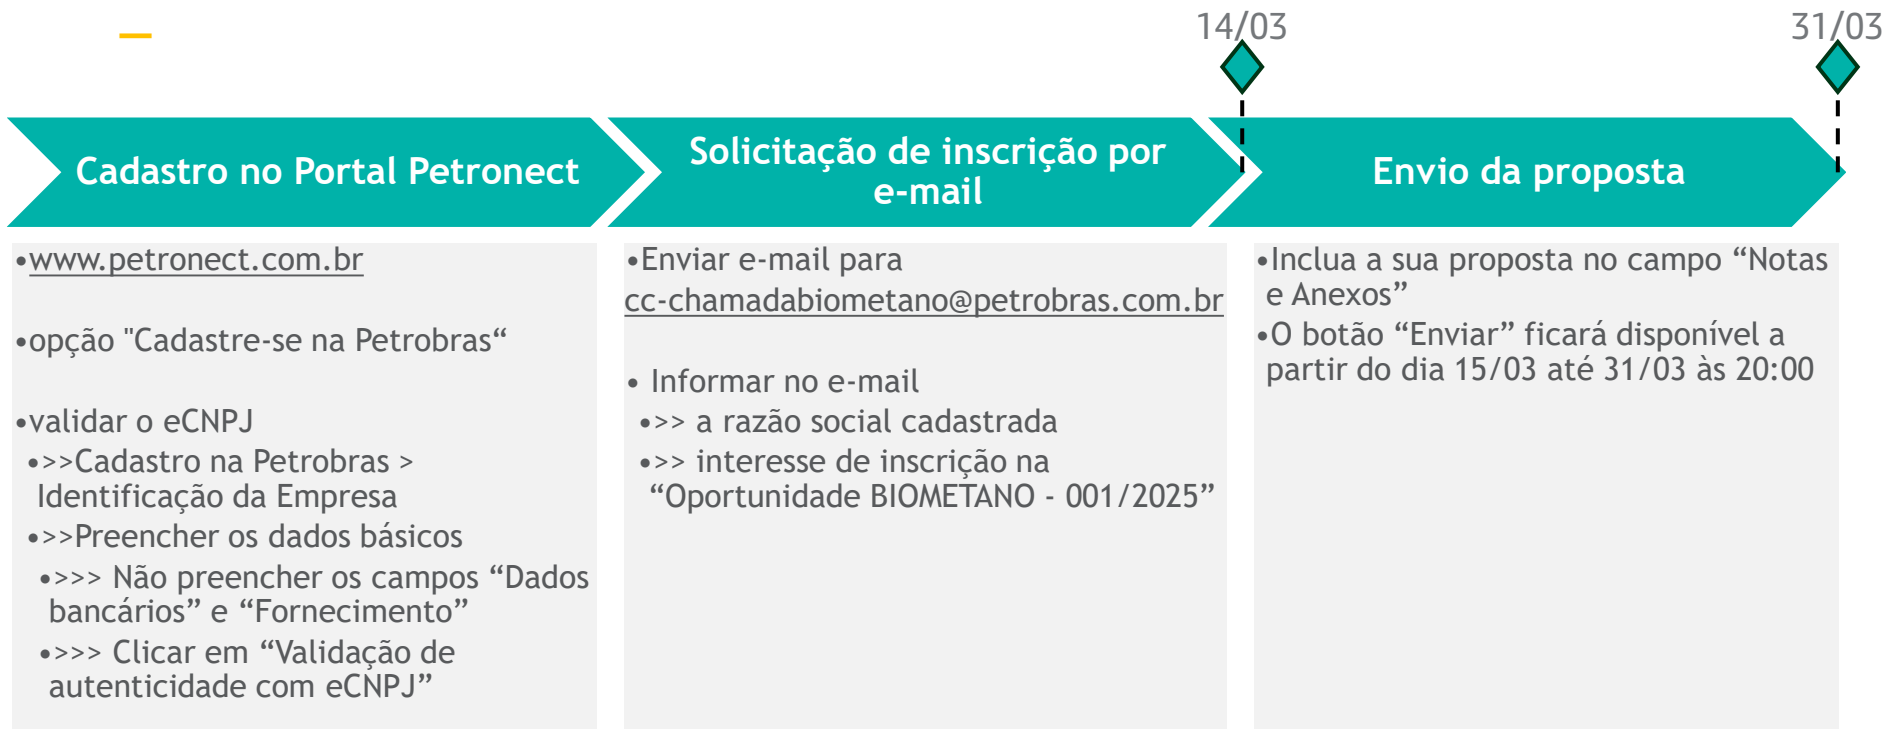 14/03
31/03
Cadastro no Portal Petronect
Solicitação de inscrição por
e-mail
Envio da proposta
•www.petronect.com.br
•opção "Cadastre-se na Petrobras“
•validar o eCNPJ
•>>Cadastro na Petrobras >
Identificação da Empresa
•>>Preencher os dados básicos
•>>> Não preencher os campos “Dados
bancários” e “Fornecimento”
•>>> Clicar em “Validação de
autenticidade com eCNPJ”
•Enviar e-mail para
cc-chamadabiometano@petrobras.com.br
• Informar no e-mail
•>> a razão social cadastrada
•>> interesse de inscrição na
“Oportunidade BIOMETANO - 001/2025”
•Inclua a sua proposta no campo “Notas
e Anexos”
•O botão “Enviar” ficará disponível a
partir do dia 15/03 até 31/03 às 20:00